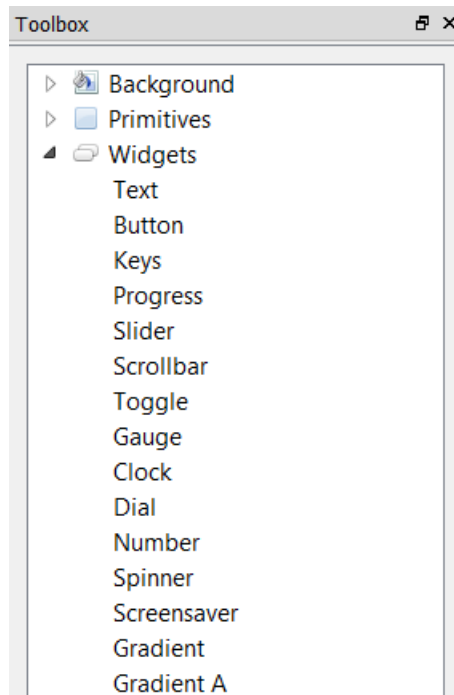 Toolbox
Background
Primitives
Widgets
Text
Button
Keys
Progress
Slider
Scrollbar
Toggle
Gauge
Clock
Dial
Number
Spinner
Screensaver
Gradient
Gradient A